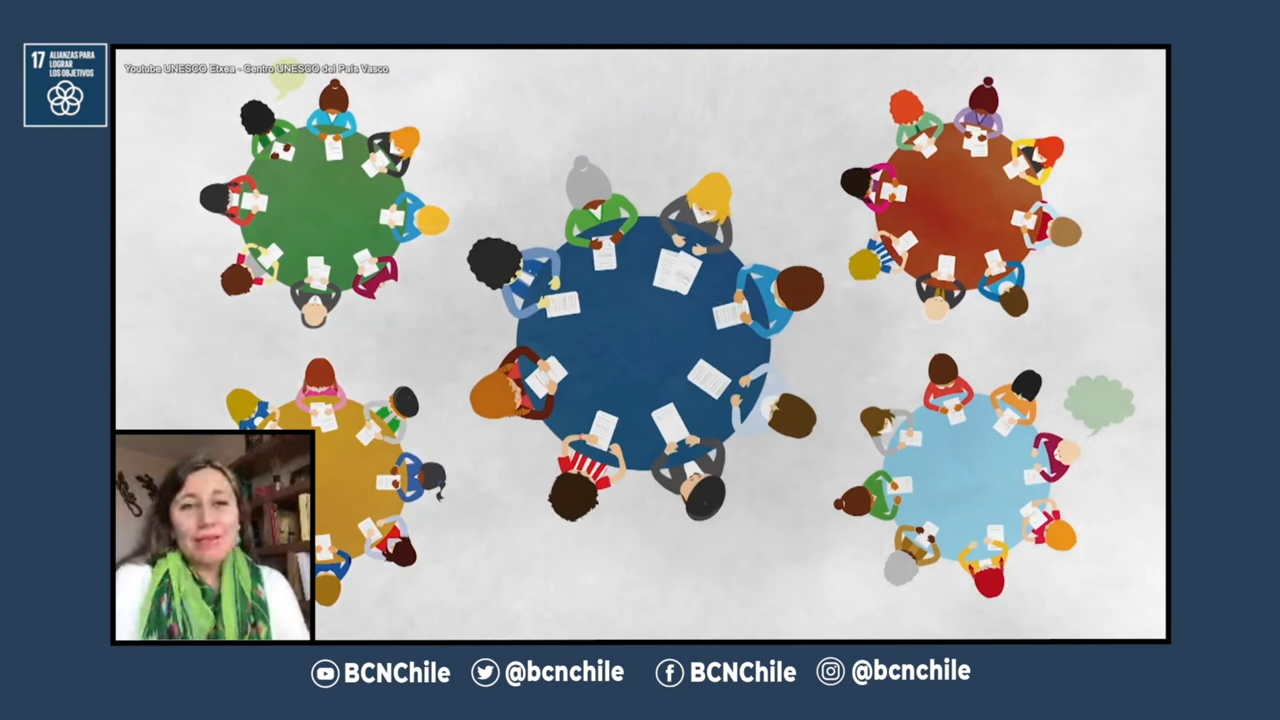 17 ALIANZAS PARA
LOGRAR
LOS OBJETIVOS
Youtube UNESCO Etxea - Centro UNESCO del País Vasco
BCNChile @bcnchile BCNChile @bcnchile